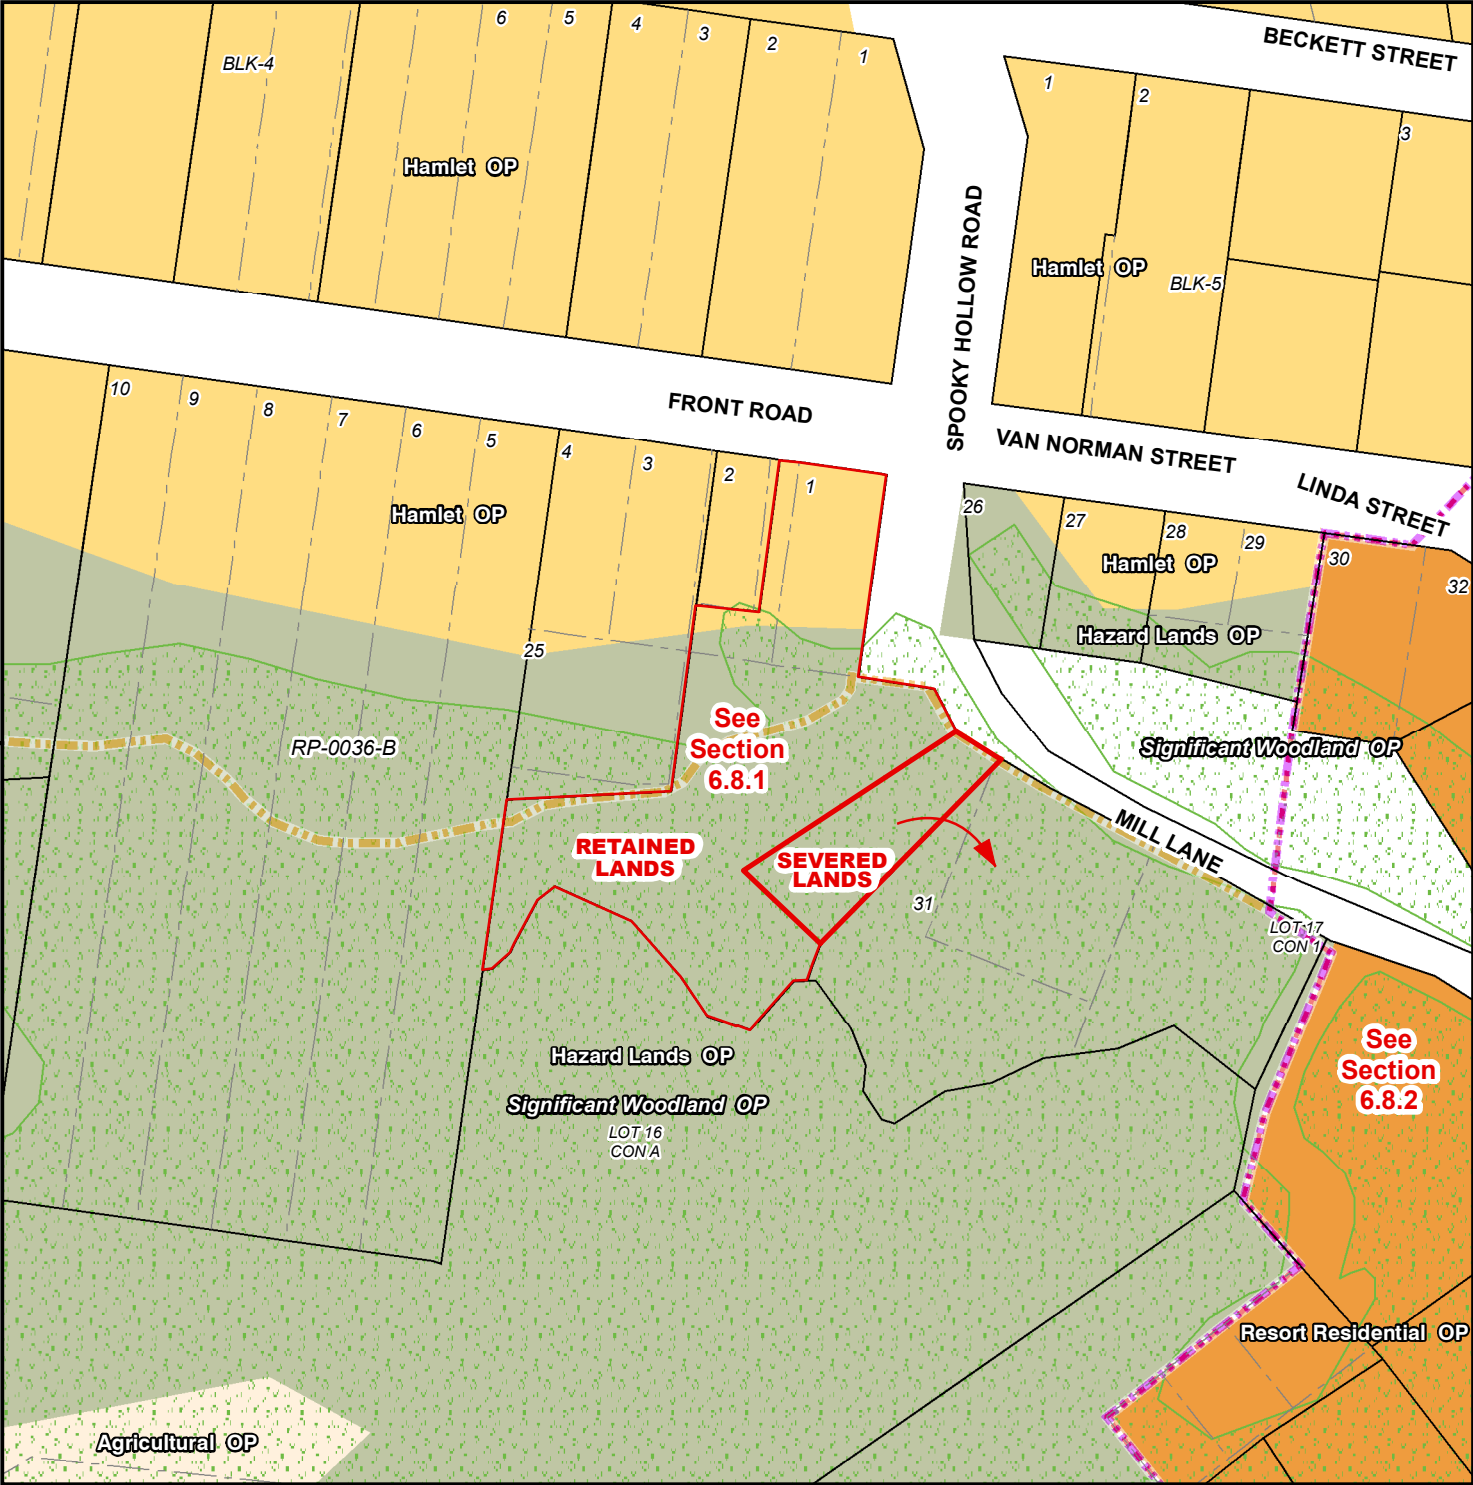 6
5
4
3
2
1
BECKETT STREET
BLK-4
1
2
3
Hamlet OP
SPOOKY HOLLOW ROAD
Hamlet OP
BLK-5
10
9
8
7
6
5
4
3
2
1
FRONT ROAD
VAN NORMAN STREET
LINDA STREET
Hamlet OP
26
27
28
29
30
32
Hamlet OP
Hazard Lands OP
25
See
Section
6.8.1
RP-0036-B
Significant Woodland OP
MILL LANE
RETAINED
LANDS
SEVERED
LANDS
31
LOT 17
CON 1
Hazard Lands OP
Significant Woodland OP
LOT 16
CON A
See
Section
6.8.2
Resort Residential OP
Agricultural OP